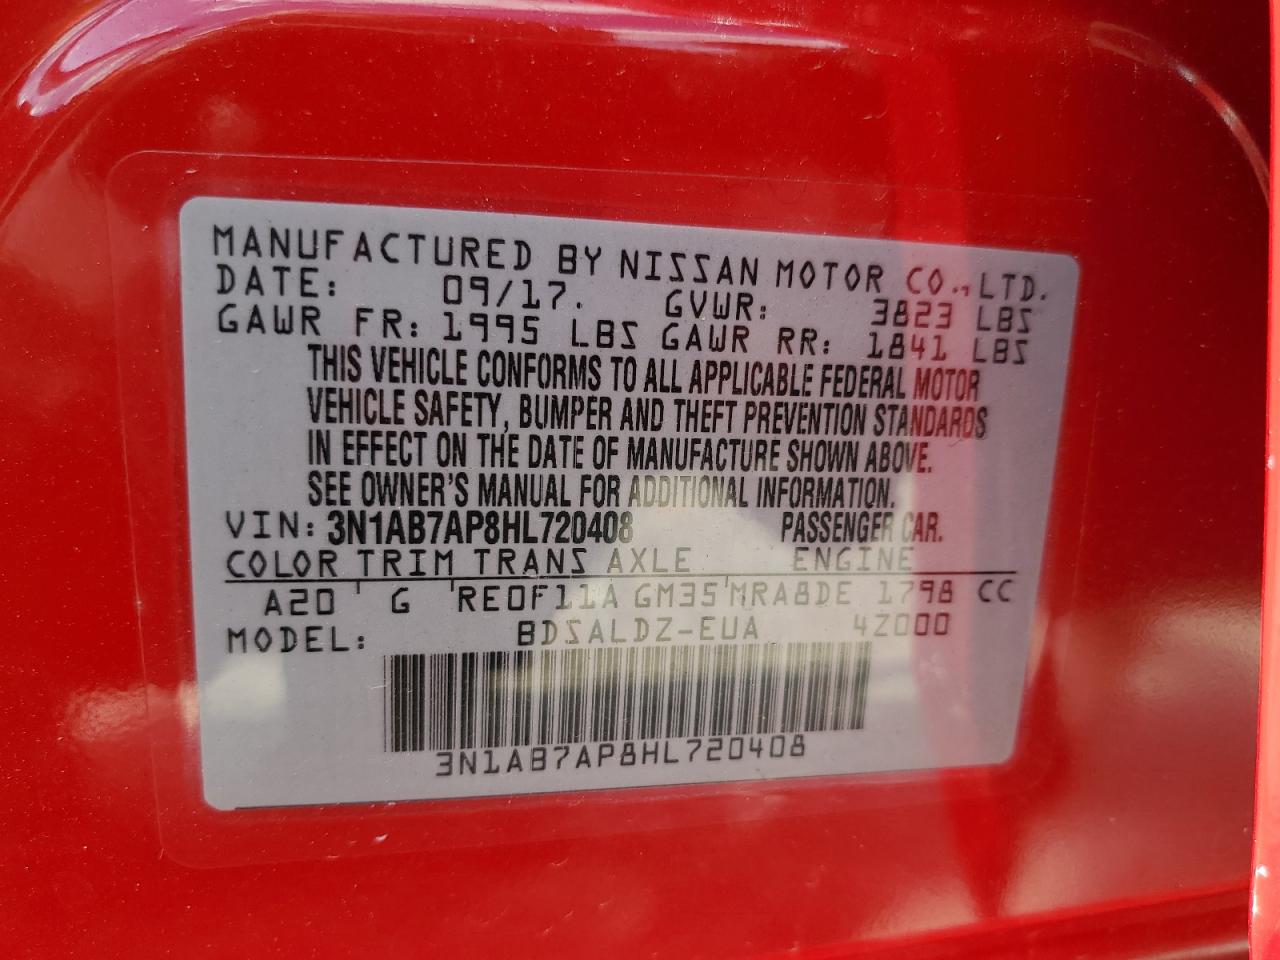 MANUFACTURED BY NISSAN MOTOR CO., LTD.
DATE: 09/17. GVWR: 3823 LBS
GAWR FR: 1995 LBS GAWR RR: 1841 LBS
THIS VEHICLE CONFORMS TO ALL APPLICABLE FEDERAL MOTOR
VEHICLE SAFETY, BUMPER AND THEFT PREVENTION STANDARDS
IN EFFECT ON THE DATE OF MANUFACTURE SHOWN ABOVE.
SEE OWNER'S MANUAL FOR ADDITIONAL INFORMATION.
VIN: 3N1AB7AP8HL720408 PASSENGER CAR.
COLOR TRIM TRANS AXLE ENGINE
A20 G RE0F11A GM35 MRA8DE 1798 CC
MODEL: BDSALDZ-EUA 4Z000
3N1AB7AP8HL720408